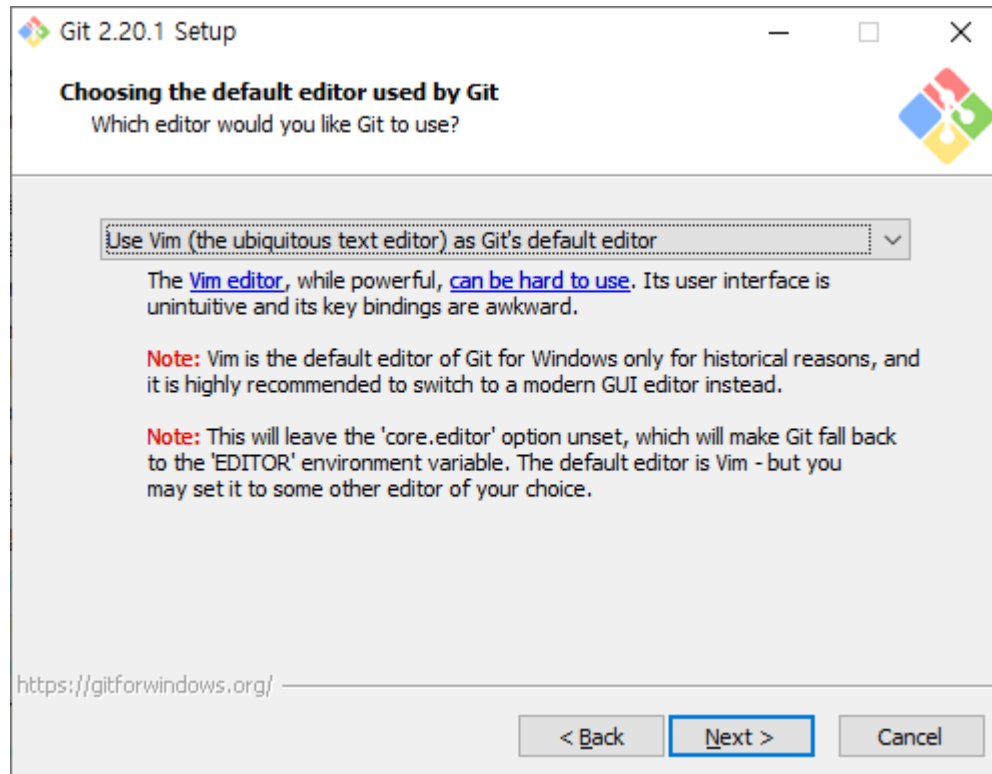 Git 2.20.1 Setup
Choosing the default editor used by Git
Which editor would you like Git to use?
Use Vim (the ubiquitous text editor) as Git's default editor
The Vim editor, while powerful, can be hard to use. Its user interface is
unintuitive and its key bindings are awkward.
Note: Vim is the default editor of Git for Windows only for historical reasons, and
it is highly recommended to switch to a modern GUI editor instead.
Note: This will leave the 'core.editor' option unset, which will make Git fall back
to the 'EDITOR' environment variable. The default editor is Vim - but you
may set it to some other editor of your choice.
https://gitforwindows.org/
< Back
Next >
Cancel